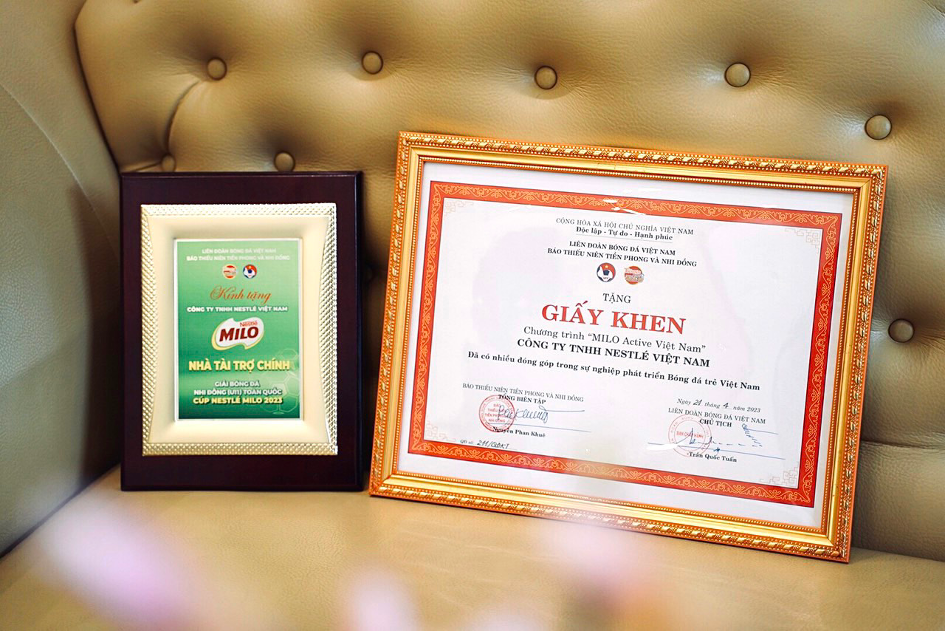 LIÊN ĐOÀN BÓNG ĐÁ VIỆT NAM
BÁO THIẾU NIÊN TIỀN PHONG VÀ NHI ĐỒNG
Kính tặng
CÔNG TY TNHH NESTLÉ VIỆT NAM
Nestlé
MILO
NHÀ TÀI TRỢ CHÍNH
GIẢI BÓNG ĐÁ
NHI ĐỒNG (U11) TOÀN QUỐC
CÚP NESTLÉ MILO 2023
CỘNG HÒA XÃ HỘI CHỦ NGHĨA VIỆT NAM
Độc lập - Tự do - Hạnh phúc
LIÊN ĐOÀN BÓNG ĐÁ VIỆT NAM
BÁO THIẾU NIÊN TIỀN PHONG VÀ NHI ĐỒNG
TẶNG
GIẤY KHEN
Chương trình "MILO Active Việt Nam"
CÔNG TY TNHH NESTLÉ VIỆT NAM
Đã có nhiều đóng góp trong sự nghiệp phát triển Bóng đá trẻ Việt Nam
BÁO THIẾU NIÊN TIỀN PHONG VÀ NHI ĐỒNG
TỔNG BIÊN TẬP
Nguyễn Phan Khuê
Ngày 21 tháng 4 năm 2023
LIÊN ĐOÀN BÓNG ĐÁ VIỆT NAM
CHỦ TỊCH
Trần Quốc Tuấn